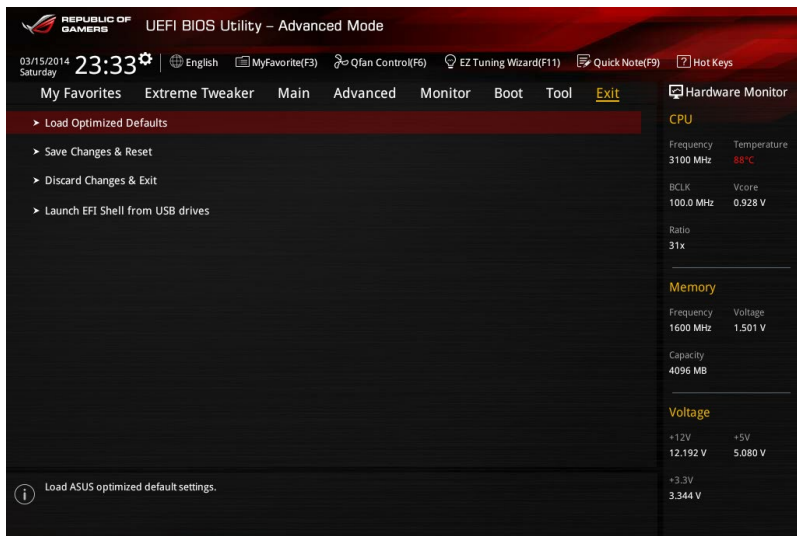 REPUBLIC OF
GAMERS
UEFI BIOS Utility – Advanced Mode
03/15/2014
Saturday
23:33
English
MyFavorite(F3)
Qfan Control(F6)
EZ Tuning Wizard(F11)
Quick Note(F9)
? Hot Keys
My Favorites
Extreme Tweaker
Main
Advanced
Monitor
Boot
Tool
Exit
Hardware Monitor
> Load Optimized Defaults
> Save Changes & Reset
> Discard Changes & Exit
> Launch EFI Shell from USB drives
i Load ASUS optimized default settings.
CPU
Frequency Temperature
3100 MHz 88°C
BCLK Vcore
100.0 MHz 0.928 V
Ratio
31x
Memory
Frequency Voltage
1600 MHz 1.501 V
Capacity
4096 MB
Voltage
+12V +5V
12.192 V 5.080 V
+3.3V
3.344 V